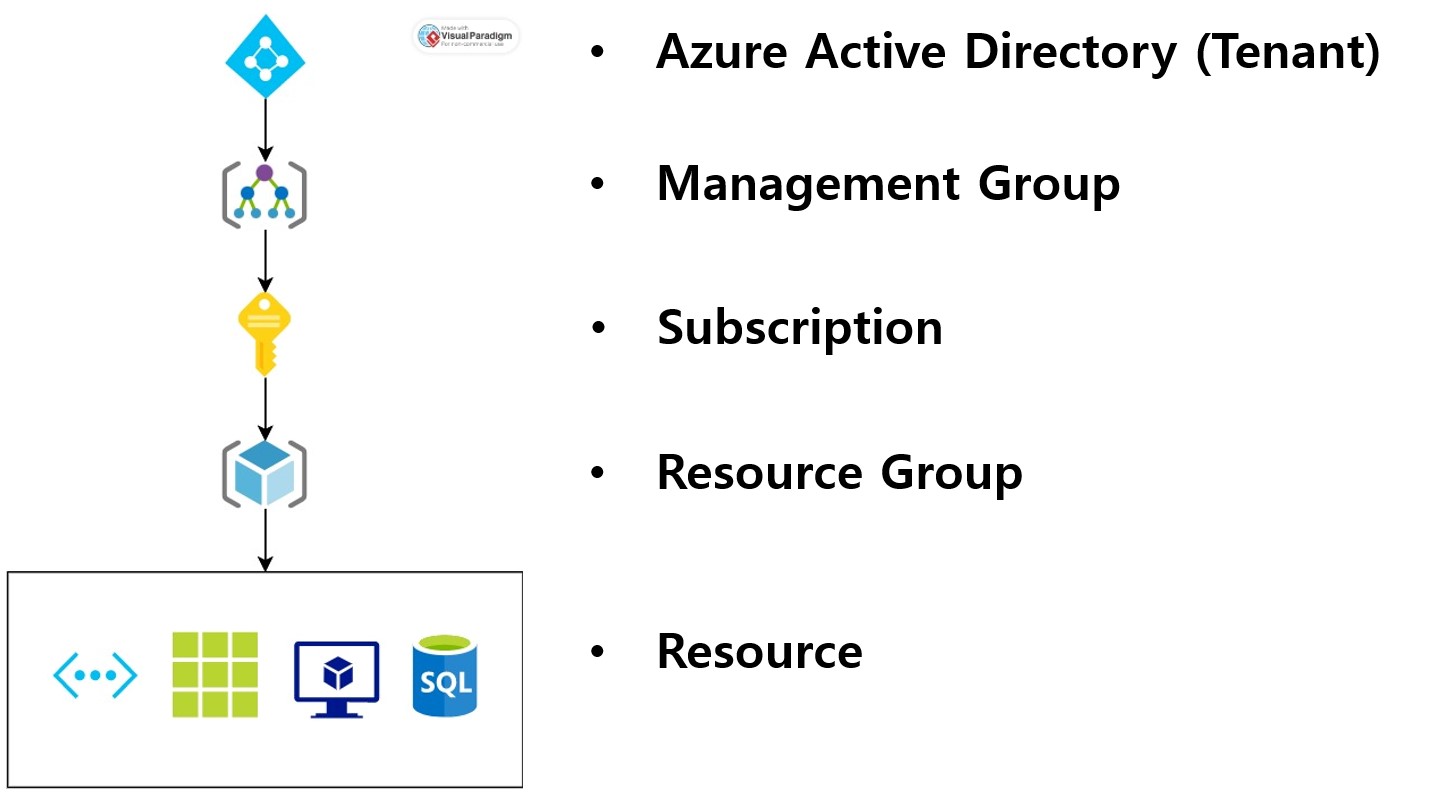 Made with
Visual Paradigm
For non-commercial use
• Azure Active Directory (Tenant)
• Management Group
• Subscription
• Resource Group
• Resource
SQL